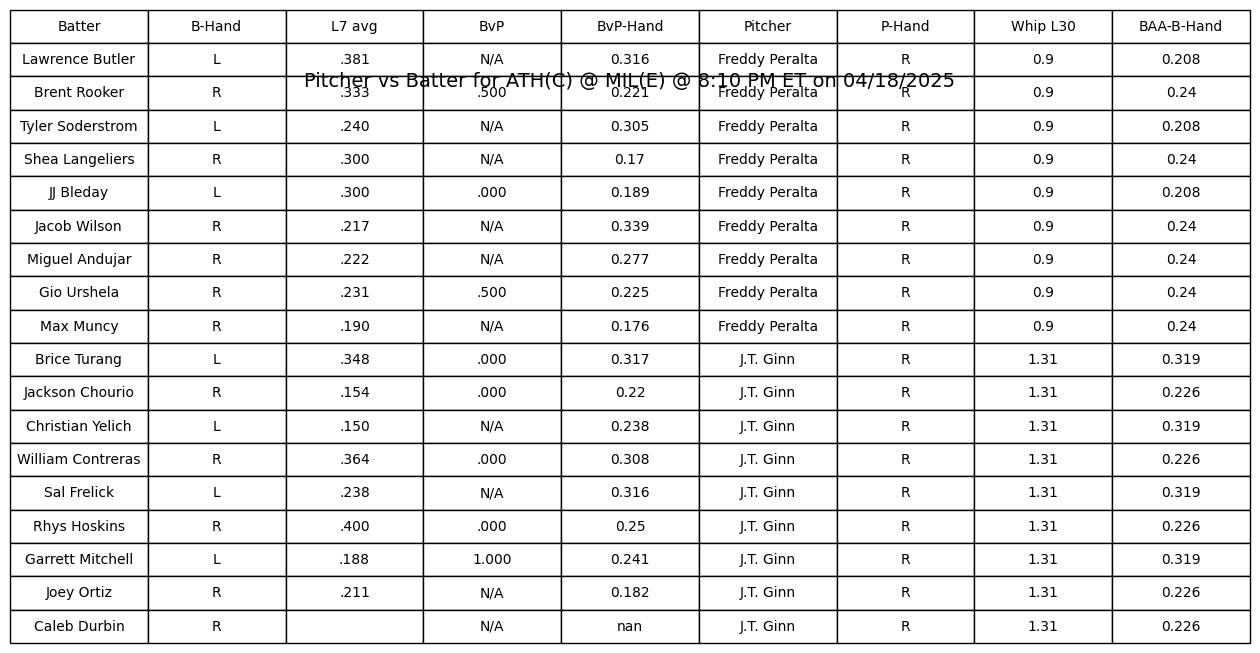 Batter B-Hand L7 avg BvP BvP-Hand Pitcher P-Hand Whip L30 BAA-B-Hand
Lawrence Butler L .381 N/A 0.316 Freddy Peralta R 0.9 0.208
Pitcher vs Batter for ATH(C) @ MIL(E) @ 8:10 PM ET on 04/18/2025
Brent Rooker R .333 .500 0.221 Freddy Peralta R 0.9 0.24
Tyler Soderstrom L .240 N/A 0.305 Freddy Peralta R 0.9 0.208
Shea Langeliers R .300 N/A 0.17 Freddy Peralta R 0.9 0.24
JJ Bleday L .300 .000 0.189 Freddy Peralta R 0.9 0.208
Jacob Wilson R .217 N/A 0.339 Freddy Peralta R 0.9 0.24
Miguel Andujar R .222 N/A 0.277 Freddy Peralta R 0.9 0.24
Gio Urshela R .231 .500 0.225 Freddy Peralta R 0.9 0.24
Max Muncy R .190 N/A 0.176 Freddy Peralta R 0.9 0.24
Brice Turang L .348 .000 0.317 J.T. Ginn R 1.31 0.319
Jackson Chourio R .154 .000 0.22 J.T. Ginn R 1.31 0.226
Christian Yelich L .150 N/A 0.238 J.T. Ginn R 1.31 0.319
William Contreras R .364 .000 0.308 J.T. Ginn R 1.31 0.226
Sal Frelick L .238 N/A 0.316 J.T. Ginn R 1.31 0.319
Rhys Hoskins R .400 .000 0.25 J.T. Ginn R 1.31 0.226
Garrett Mitchell L .188 1.000 0.241 J.T. Ginn R 1.31 0.319
Joey Ortiz R .211 N/A 0.182 J.T. Ginn R 1.31 0.226
Caleb Durbin R N/A nan J.T. Ginn R 1.31 0.226